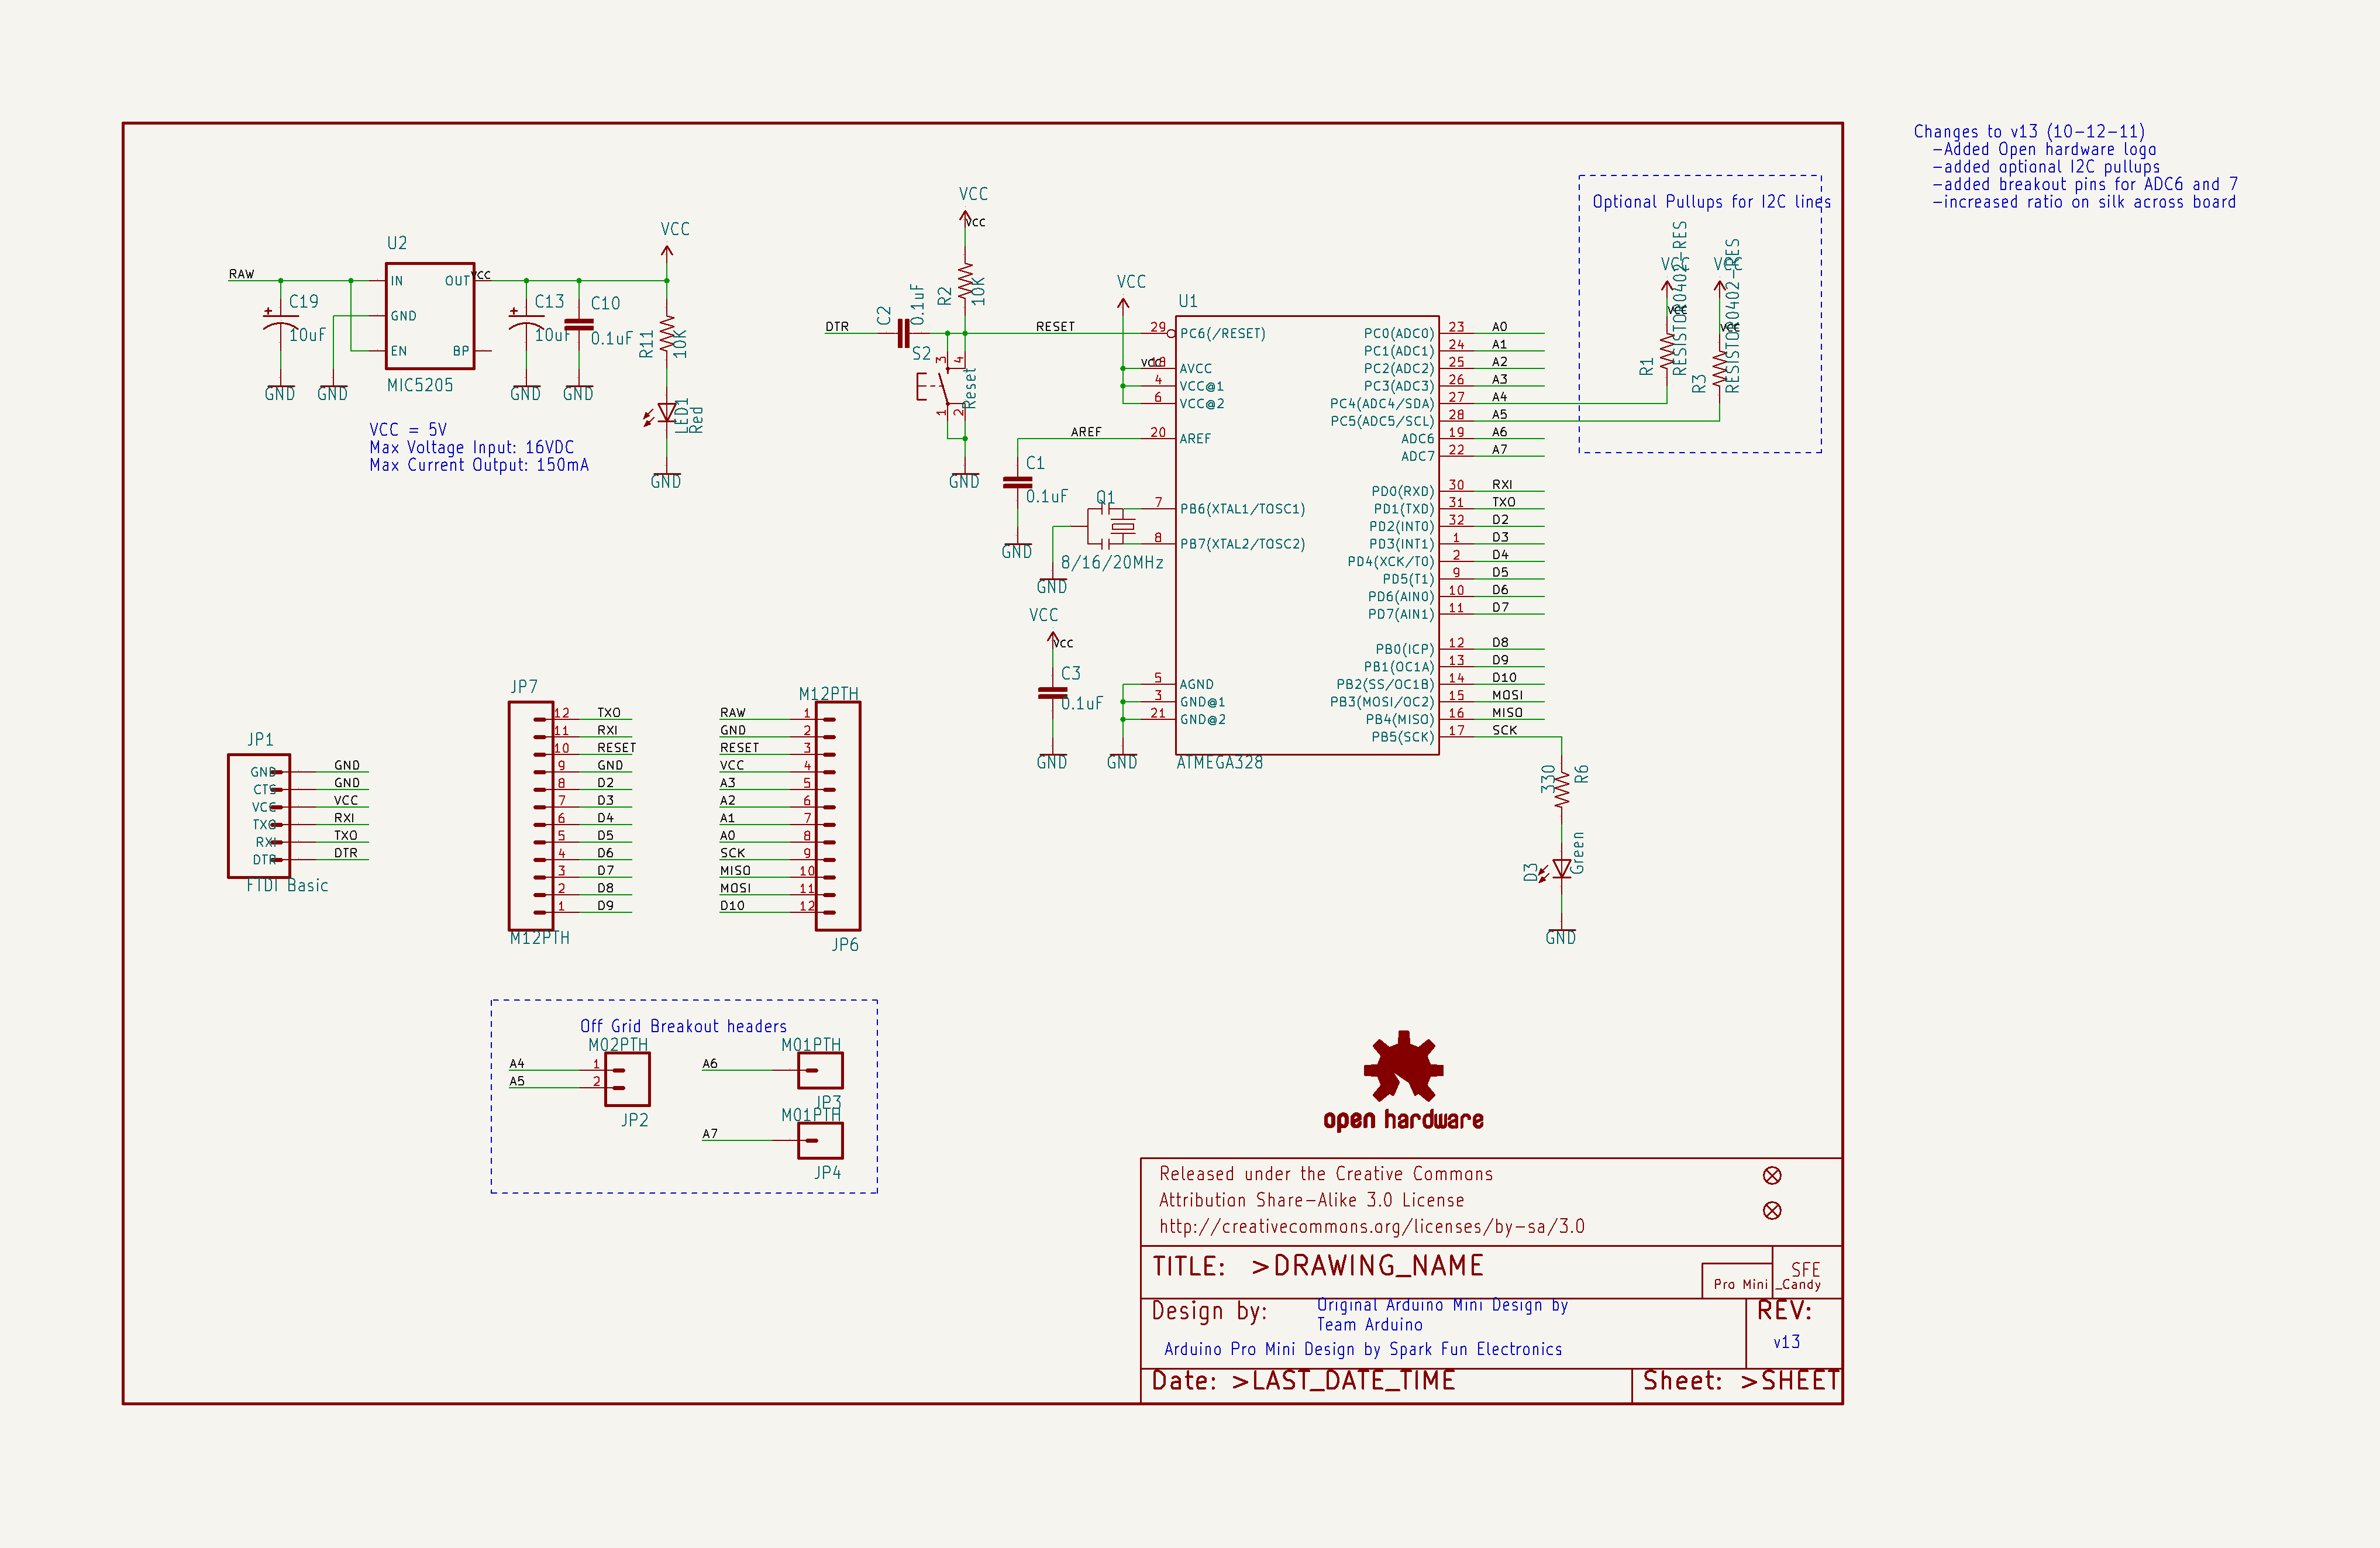 Changes to v13 (10-12-11)
-Added Open hardware logo
-added optional I2C pullups
-added breakout pins for ADC6 and 7
-increased ratio on silk across board
RAW
U2
IN
OUT
VCC
GND
EN
BP
MIC5205
C19
10uF
GND
GND
C13
10uF
GND
C10
0.1uF
GND
VCC
R11
10K
LED1
Red
GND
VCC = 5V
Max Voltage Input: 16VDC
Max Current Output: 150mA
VCC
VCC
R2
10K
DTR
C2
0.1uF
RESET
S2
3
4
1
2
Reset
GND
VCC
VCC
AREF
C1
0.1uF
GND
Q1
8/16/20MHz
GND
VCC
VCC
C3
0.1uF
GND
GND
U1
29 PC6(/RESET)
18 AVCC
4 VCC@1
6 VCC@2
20 AREF
7 PB6(XTAL1/TOSC1)
8 PB7(XTAL2/TOSC2)
5 AGND
3 GND@1
21 GND@2
ATMEGA328
PC0(ADC0) 23 A0
PC1(ADC1) 24 A1
PC2(ADC2) 25 A2
PC3(ADC3) 26 A3
PC4(ADC4/SDA) 27 A4
PC5(ADC5/SCL) 28 A5
ADC6 19 A6
ADC7 22 A7
PD0(RXD) 30 RXI
PD1(TXD) 31 TXO
PD2(INT0) 32 D2
PD3(INT1) 1 D3
PD4(XCK/T0) 2 D4
PD5(T1) 9 D5
PD6(AIN0) 10 D6
PD7(AIN1) 11 D7
PB0(ICP) 12 D8
PB1(OC1A) 13 D9
PB2(SS/OC1B) 14 D10
PB3(MOSI/OC2) 15 MOSI
PB4(MISO) 16 MISO
PB5(SCK) 17 SCK
Optional Pullups for I2C lines
VCC
VCC
R1
RESISTOR0402-RES
VCC
VCC
R3
RESISTOR0402-RES
330
R6
D3
Green
GND
JP1
GND GND
CTS GND
VCC VCC
TXO RXI
RXI TXO
DTR DTR
FTDI Basic
JP7
12 TXO
11 RXI
10 RESET
9 GND
8 D2
7 D3
6 D4
5 D5
4 D6
3 D7
2 D8
1 D9
M12PTH
M12PTH
RAW 1
GND 2
RESET 3
VCC 4
A3 5
A2 6
A1 7
A0 8
SCK 9
MISO 10
MOSI 11
D10 12
JP6
Off Grid Breakout headers
M02PTH
A4 1
A5 2
JP2
M01PTH
A6
JP3
M01PTH
A7
JP4
open hardware
Released under the Creative Commons
Attribution Share-Alike 3.0 License
http://creativecommons.org/licenses/by-sa/3.0
TITLE: >DRAWING_NAME
SFE
Pro Mini _Candy
Design by:
Original Arduino Mini Design by
Team Arduino
Arduino Pro Mini Design by Spark Fun Electronics
REV:
v13
Date: >LAST_DATE_TIME
Sheet: >SHEET